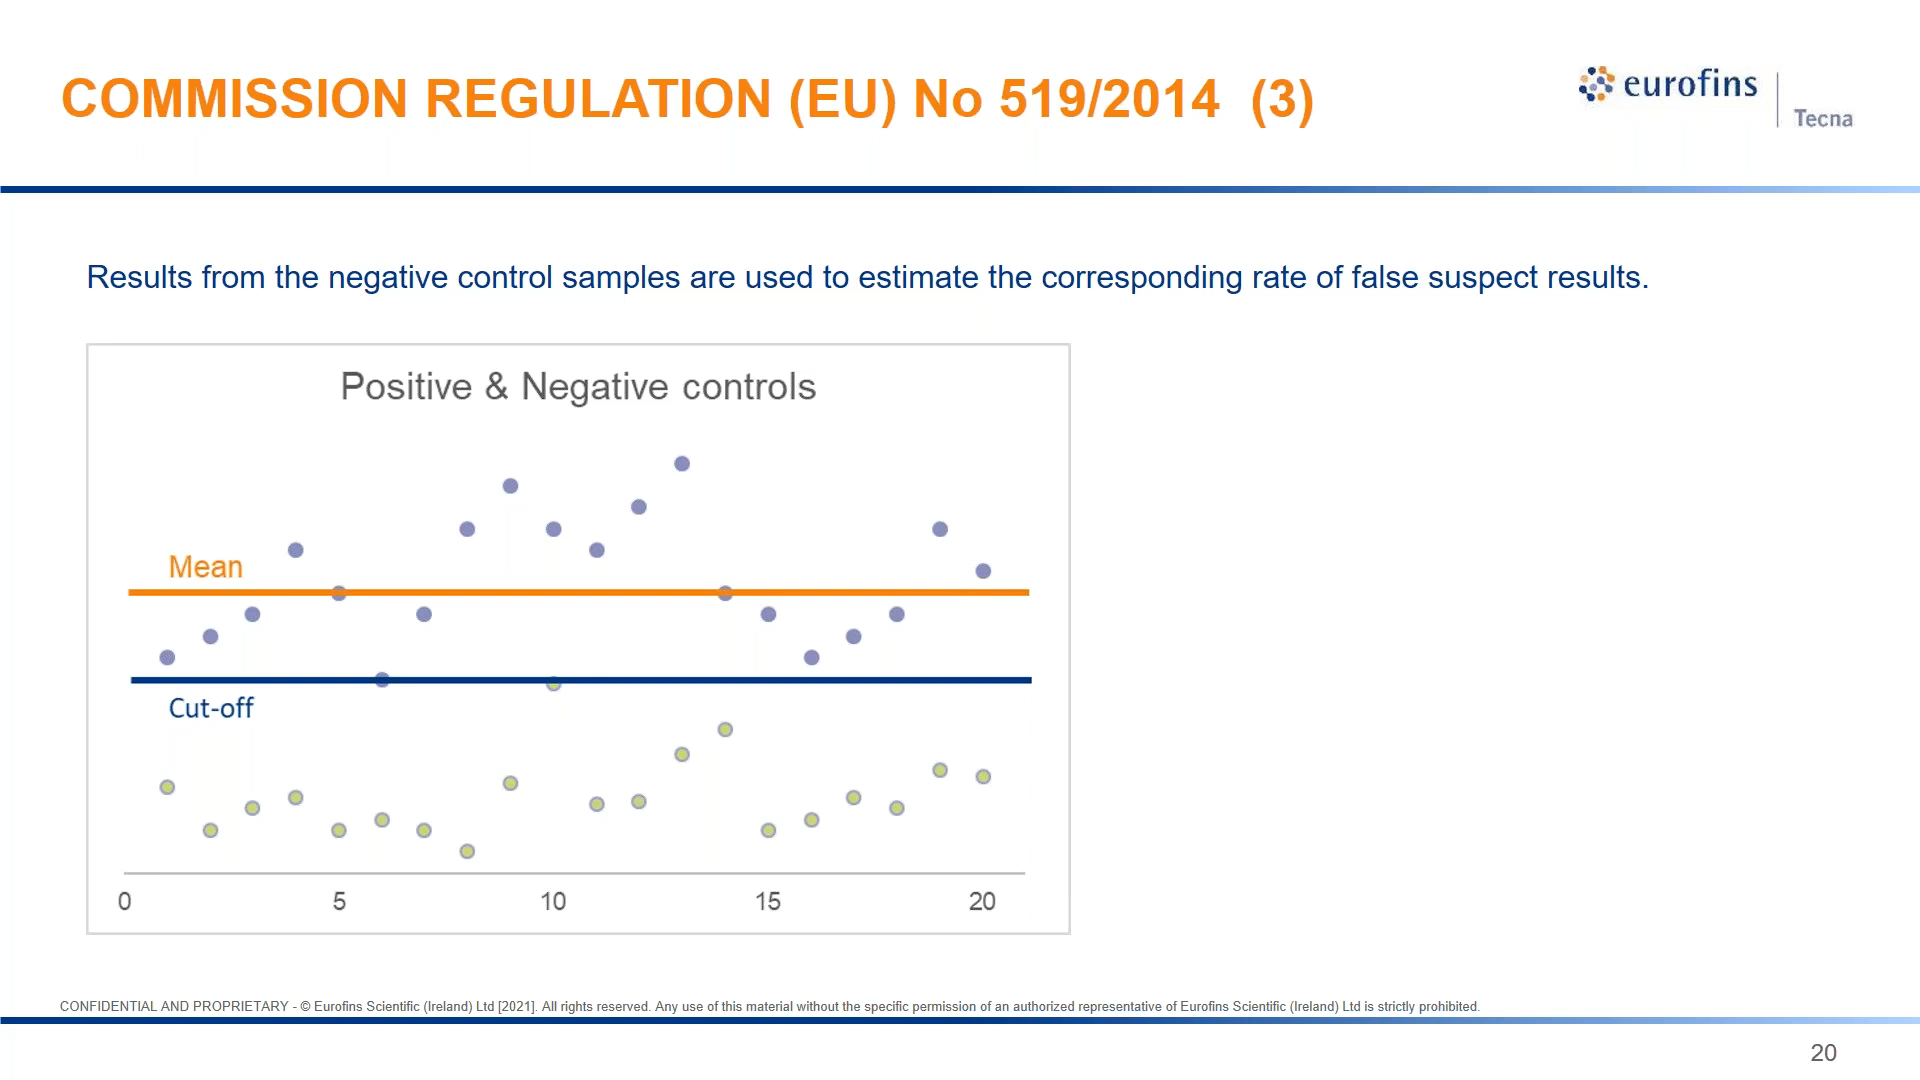 COMMISSION REGULATION (EU) No 519/2014 (3)
eurofins
Tecna
Results from the negative control samples are used to estimate the corresponding rate of false suspect results.
Positive & Negative controls
Mean
Cut-off
0 5 10 15 20
CONFIDENTIAL AND PROPRIETARY - © Eurofins Scientific (Ireland) Ltd [2021]. All rights reserved. Any use of this material without the specific permission of an authorized representative of Eurofins Scientific (Ireland) Ltd is strictly prohibited.
20